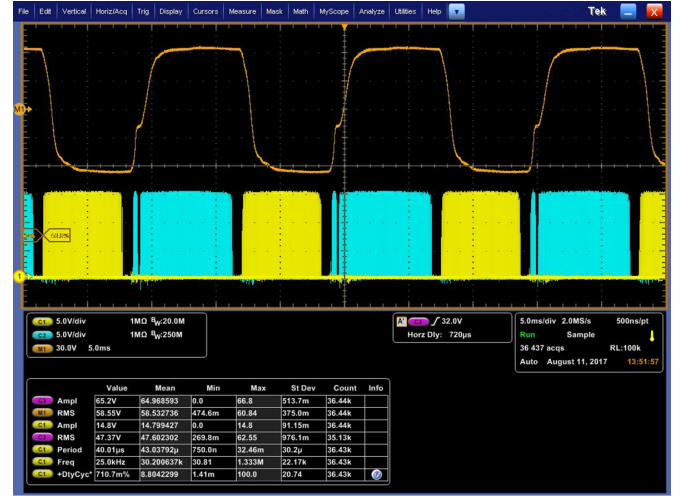 File Edit Vertical Horiz/Acq Trig Display Cursors Measure Mask Math MyScope Analyze Utilities Help Tek X
M1
1
C1 5.0V/div 1MΩ BW:20.0M
C2 5.0V/div 1MΩ BW:250M
M1 30.0V 5.0ms
A' C3 32.0V
Horz Dly: 720µs
5.0ms/div 2.0MS/s 500ns/pt
Run Sample
36 437 acqs RL:100k
Auto August 11, 2017 13:51:57
Value Mean Min Max St Dev Count Info
C3 Ampl 65.2V 64.968593 0.0 66.8 513.7m 36.44k
M1 RMS 58.55V 58.532736 474.6m 60.84 375.0m 36.44k
C1 Ampl 14.8V 14.799427 0.0 14.8 91.15m 36.44k
C3 RMS 47.37V 47.602302 269.8m 62.55 976.1m 35.13k
C1 Period 40.01µs 43.03792µ 750.0n 32.46m 30.2µ 36.43k
C1 Freq 25.0kHz 30.200637k 30.81 1.333M 22.17k 36.43k
C1 +DtyCyc* 710.7m% 8.8042299 1.41m 100.0 20.74 36.43k